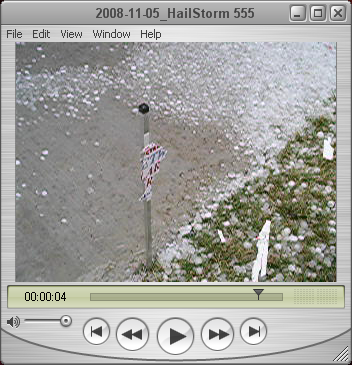 2008-11-05_HailStorm 555
File Edit View Window Help
00:00:04